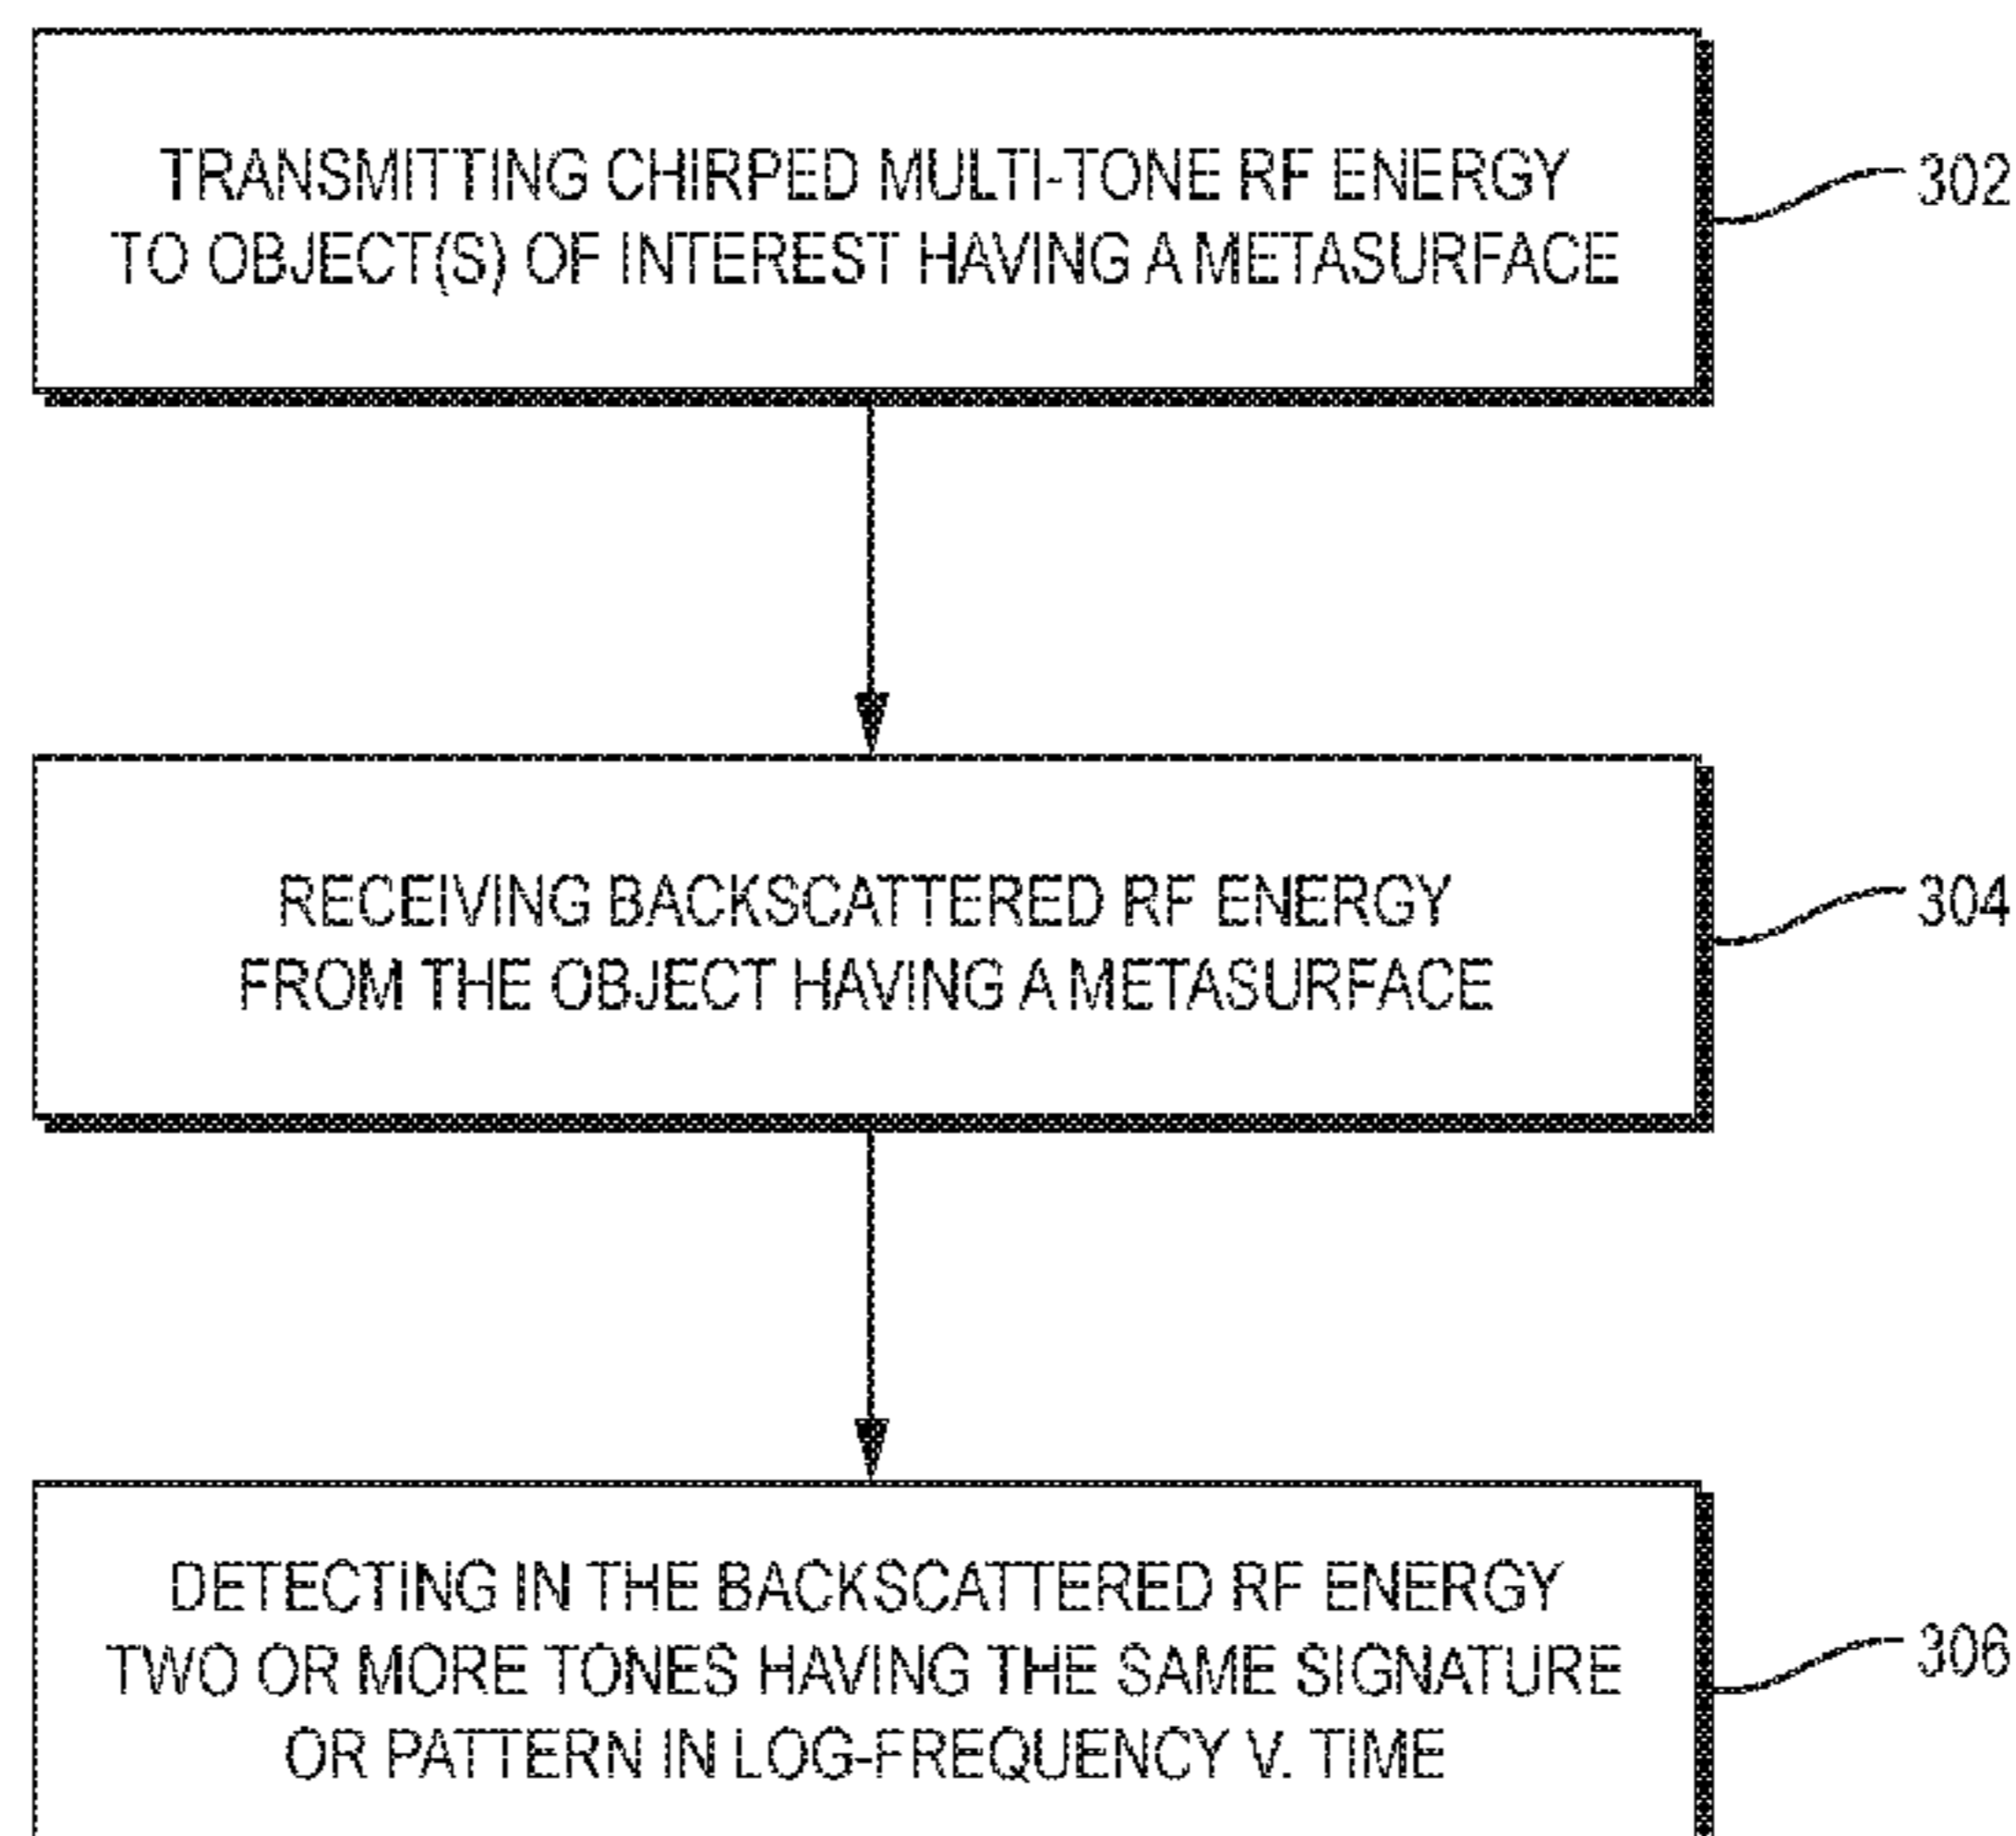 TRANSMITTING CHIRPED MULTI-TONE RF ENERGY
TO OBJECT(S) OF INTEREST HAVING A METASURFACE
302
RECEIVING BACKSCATTERED RF ENERGY
FROM THE OBJECT HAVING A METASURFACE
304
DETECTING IN THE BACKSCATTERED RF ENERGY
TWO OR MORE TONES HAVING THE SAME SIGNATURE
OR PATTERN IN LOG-FREQUENCY V. TIME
306